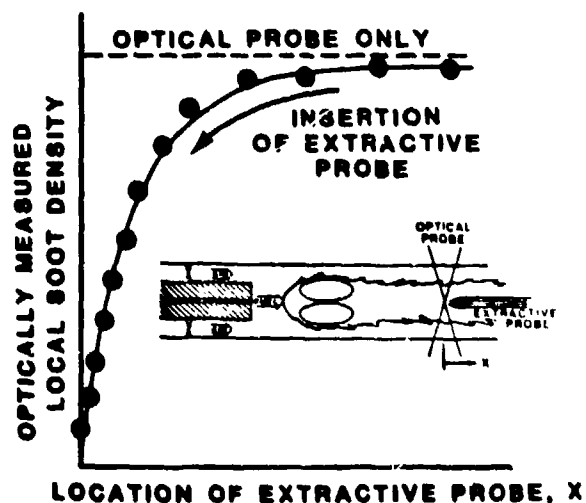 OPTICAL PROBE ONLY
INSERTION
OF EXTRACTIVE
PROBE
OPTICALLY MEASURED
LOCAL SOOT DENSITY
OPTICAL
PROBE
EXTRACTIVE
PROBE
X
LOCATION OF EXTRACTIVE PROBE, X